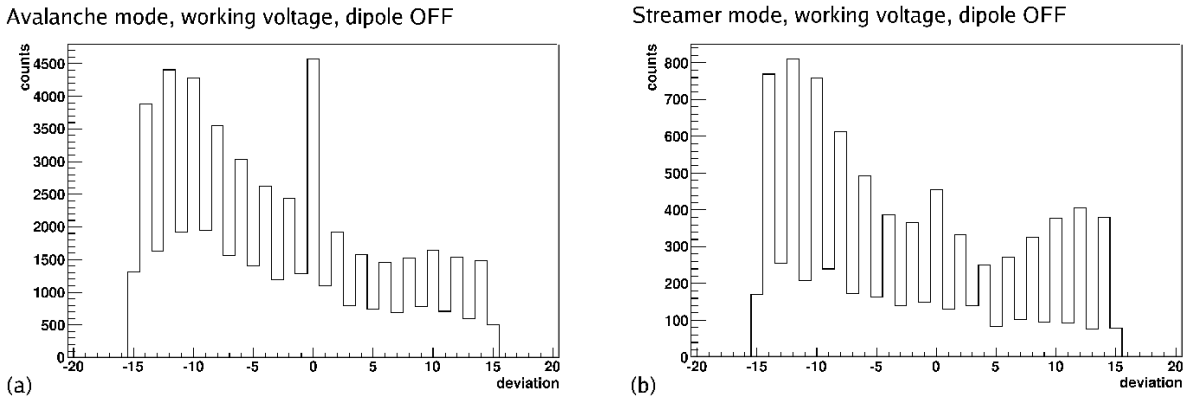 Avalanche mode, working voltage, dipole OFF
counts
4500
4000
3500
3000
2500
2000
1500
1000
500
0
-20 -15 -10 -5 0 5 10 15 20
deviation
(a)
Streamer mode, working voltage, dipole OFF
counts
800
700
600
500
400
300
200
100
0
-20 -15 -10 -5 0 5 10 15 20
deviation
(b)